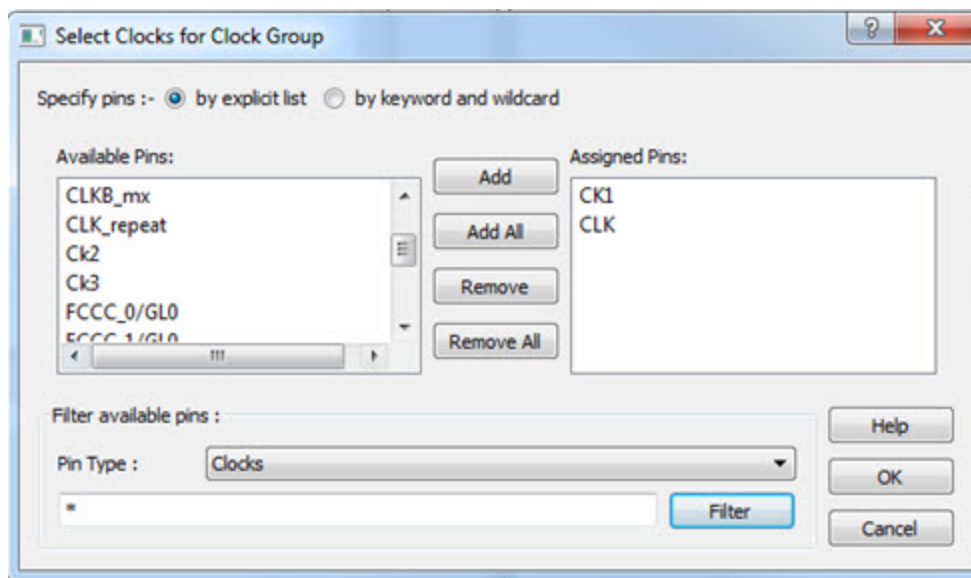 Select Clocks for Clock Group
Specify pins :- by explicit list by keyword and wildcard
Available Pins:
CLKB_mx
CLK_repeat
Ck2
Ck3
FCCC_0/GL0
FCCC_1/GL0
Add
Add All
Remove
Remove All
Assigned Pins:
CK1
CLK
Filter available pins :
Pin Type : Clocks
*
Filter
Help
OK
Cancel